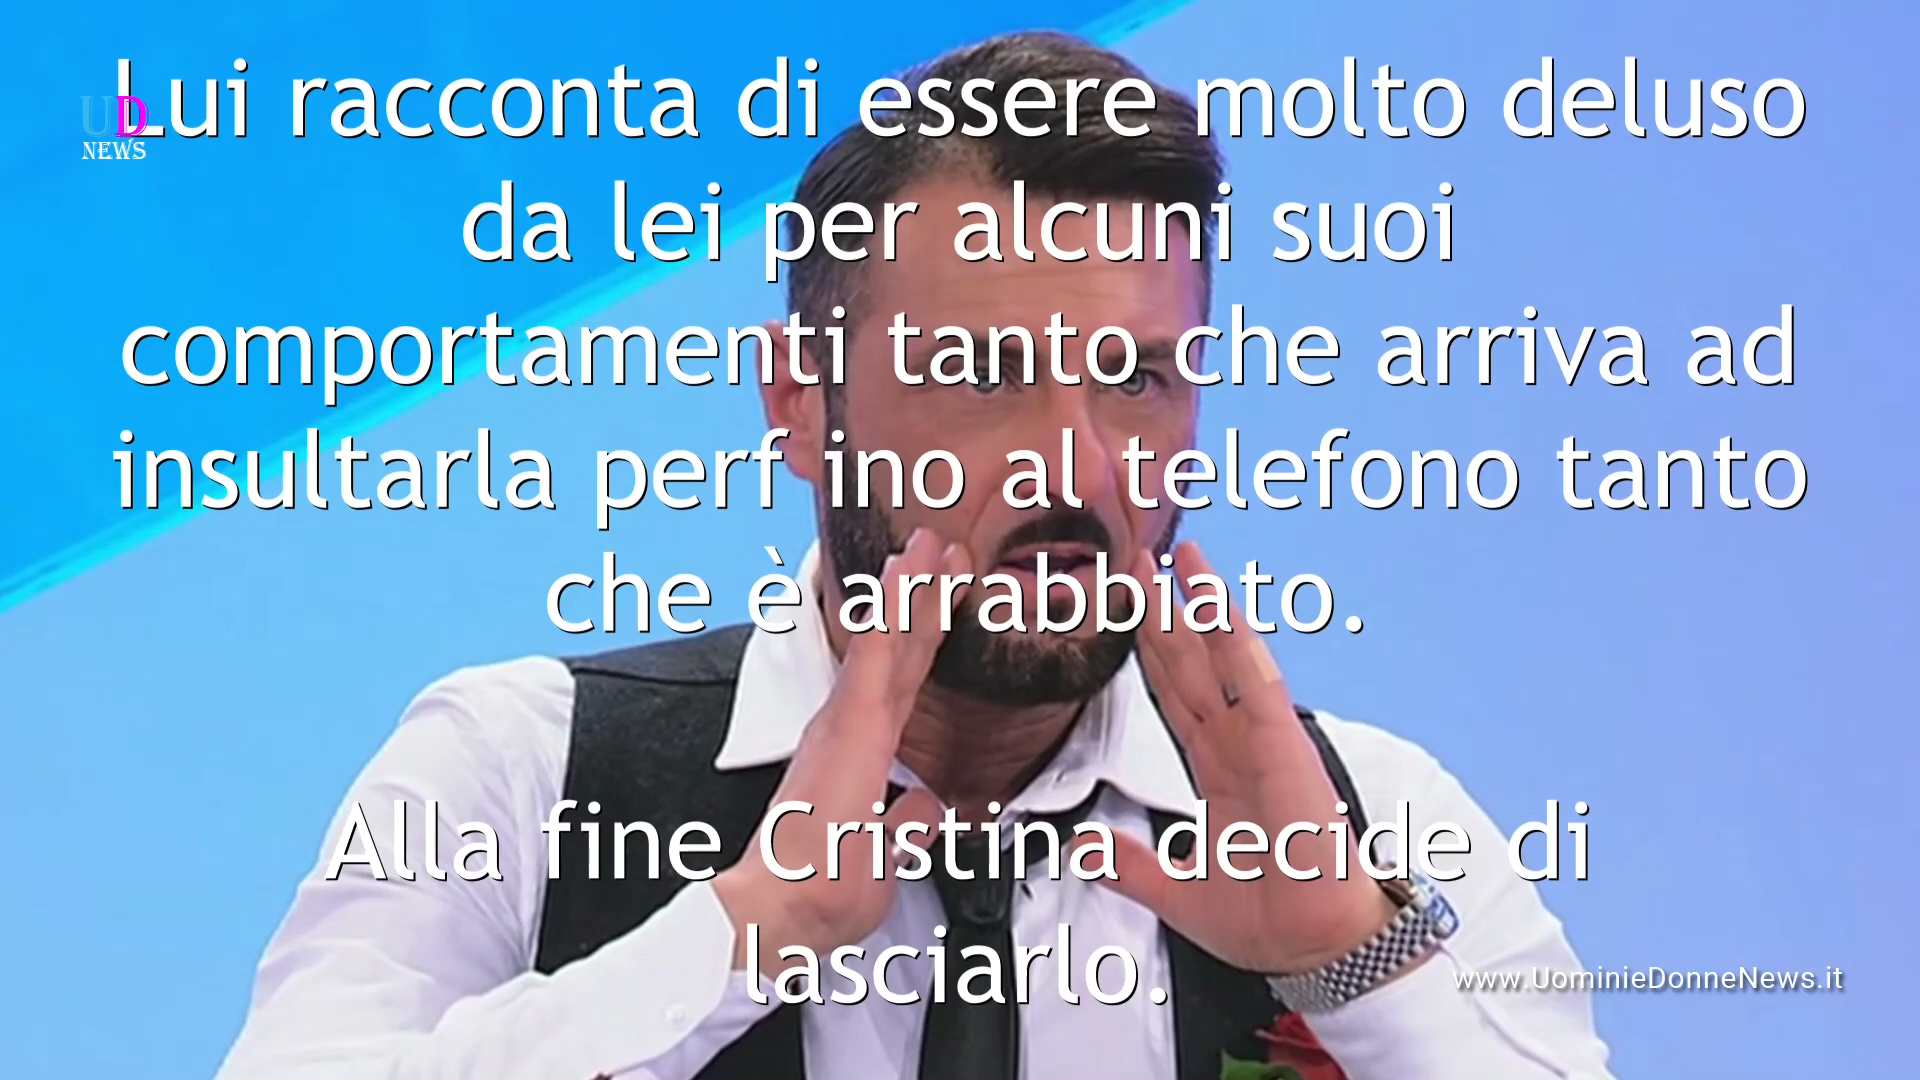 Lui racconta di essere molto deluso
UD
NEWS
da lei per alcuni suoi
comportamenti tanto che arriva ad
insultarla perf ino al telefono tanto
che è arrabbiato.
Alla fine Cristina decide di
lasciarlo.
www.UominieDonneNews.it